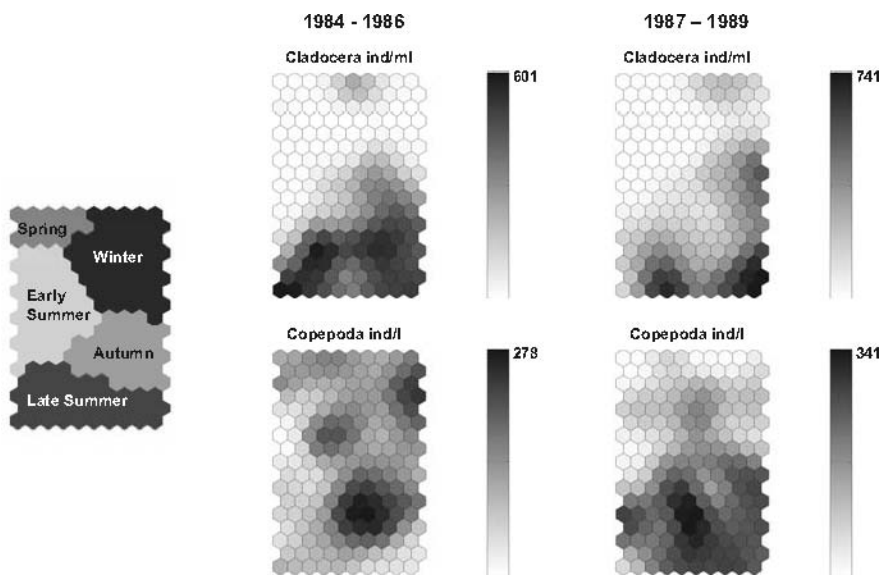 1984 - 1986
1987 – 1989
Cladocera ind/ml
Cladocera ind/ml
601
741
Spring
Winter
Early
Summer
Autumn
Late Summer
Copepoda ind/l
Copepoda ind/l
278
341